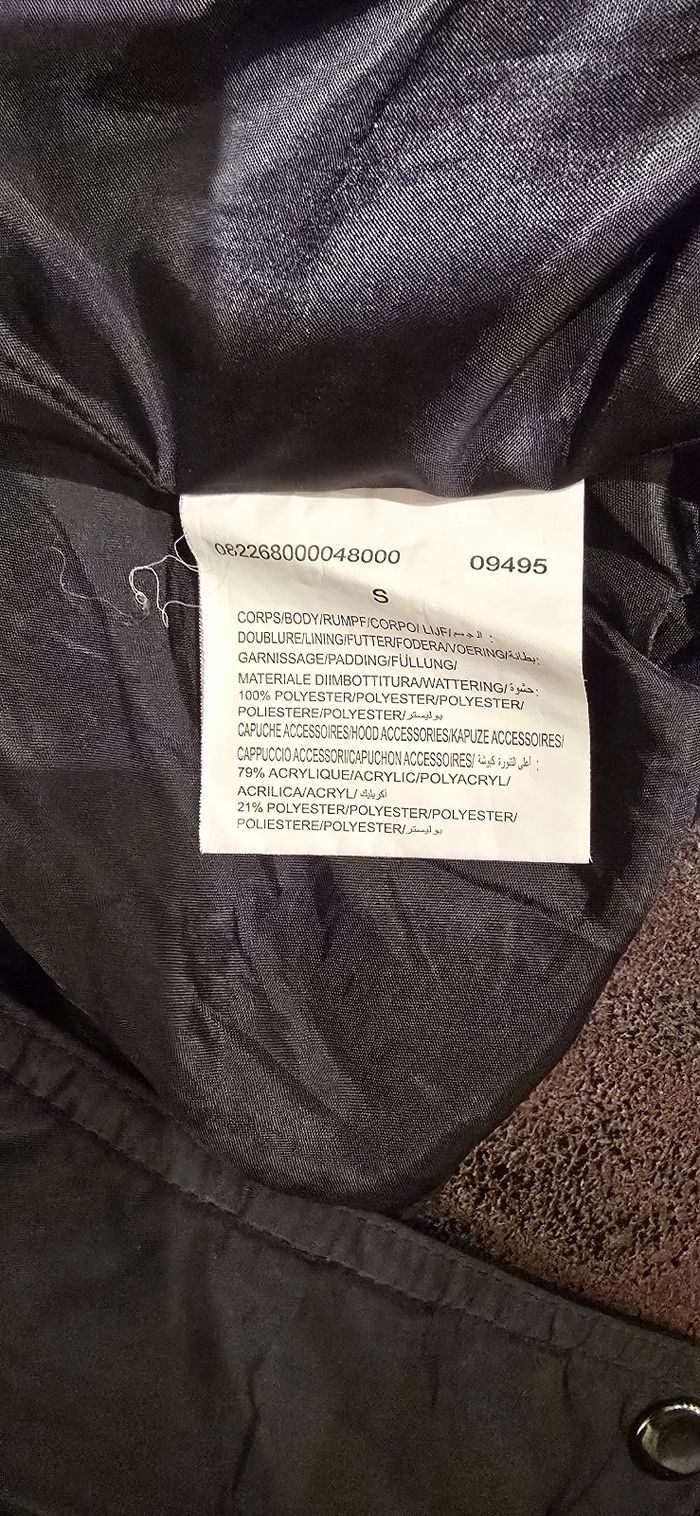 082268000048000 09495
S
CORPS/BODY/RUMPF/CORPO/ LIJF/الجسم :
DOUBLURE/LINING/FUTTER/FODERA/VOERING/بطانة:
GARNISSAGE/PADDING/FÜLLUNG/
MATERIALE DIIMBOTTITURA/WATTERING/حشوة:
100% POLYESTER/POLYESTER/POLYESTER/
POLIESTERE/POLYESTER/بوليستر
CAPUCHE ACCESSOIRES/HOOD ACCESSORIES/KAPUZE ACCESSOIRES/
CAPPUCCIO ACCESSORI/CAPUCHON ACCESSOIRES/
79% ACRYLIQUE/ACRYLIC/POLYACRYL/
ACRILICA/ACRYL/اكريليك
21% POLYESTER/POLYESTER/POLYESTER/
POLIESTERE/POLYESTER/بوليستر